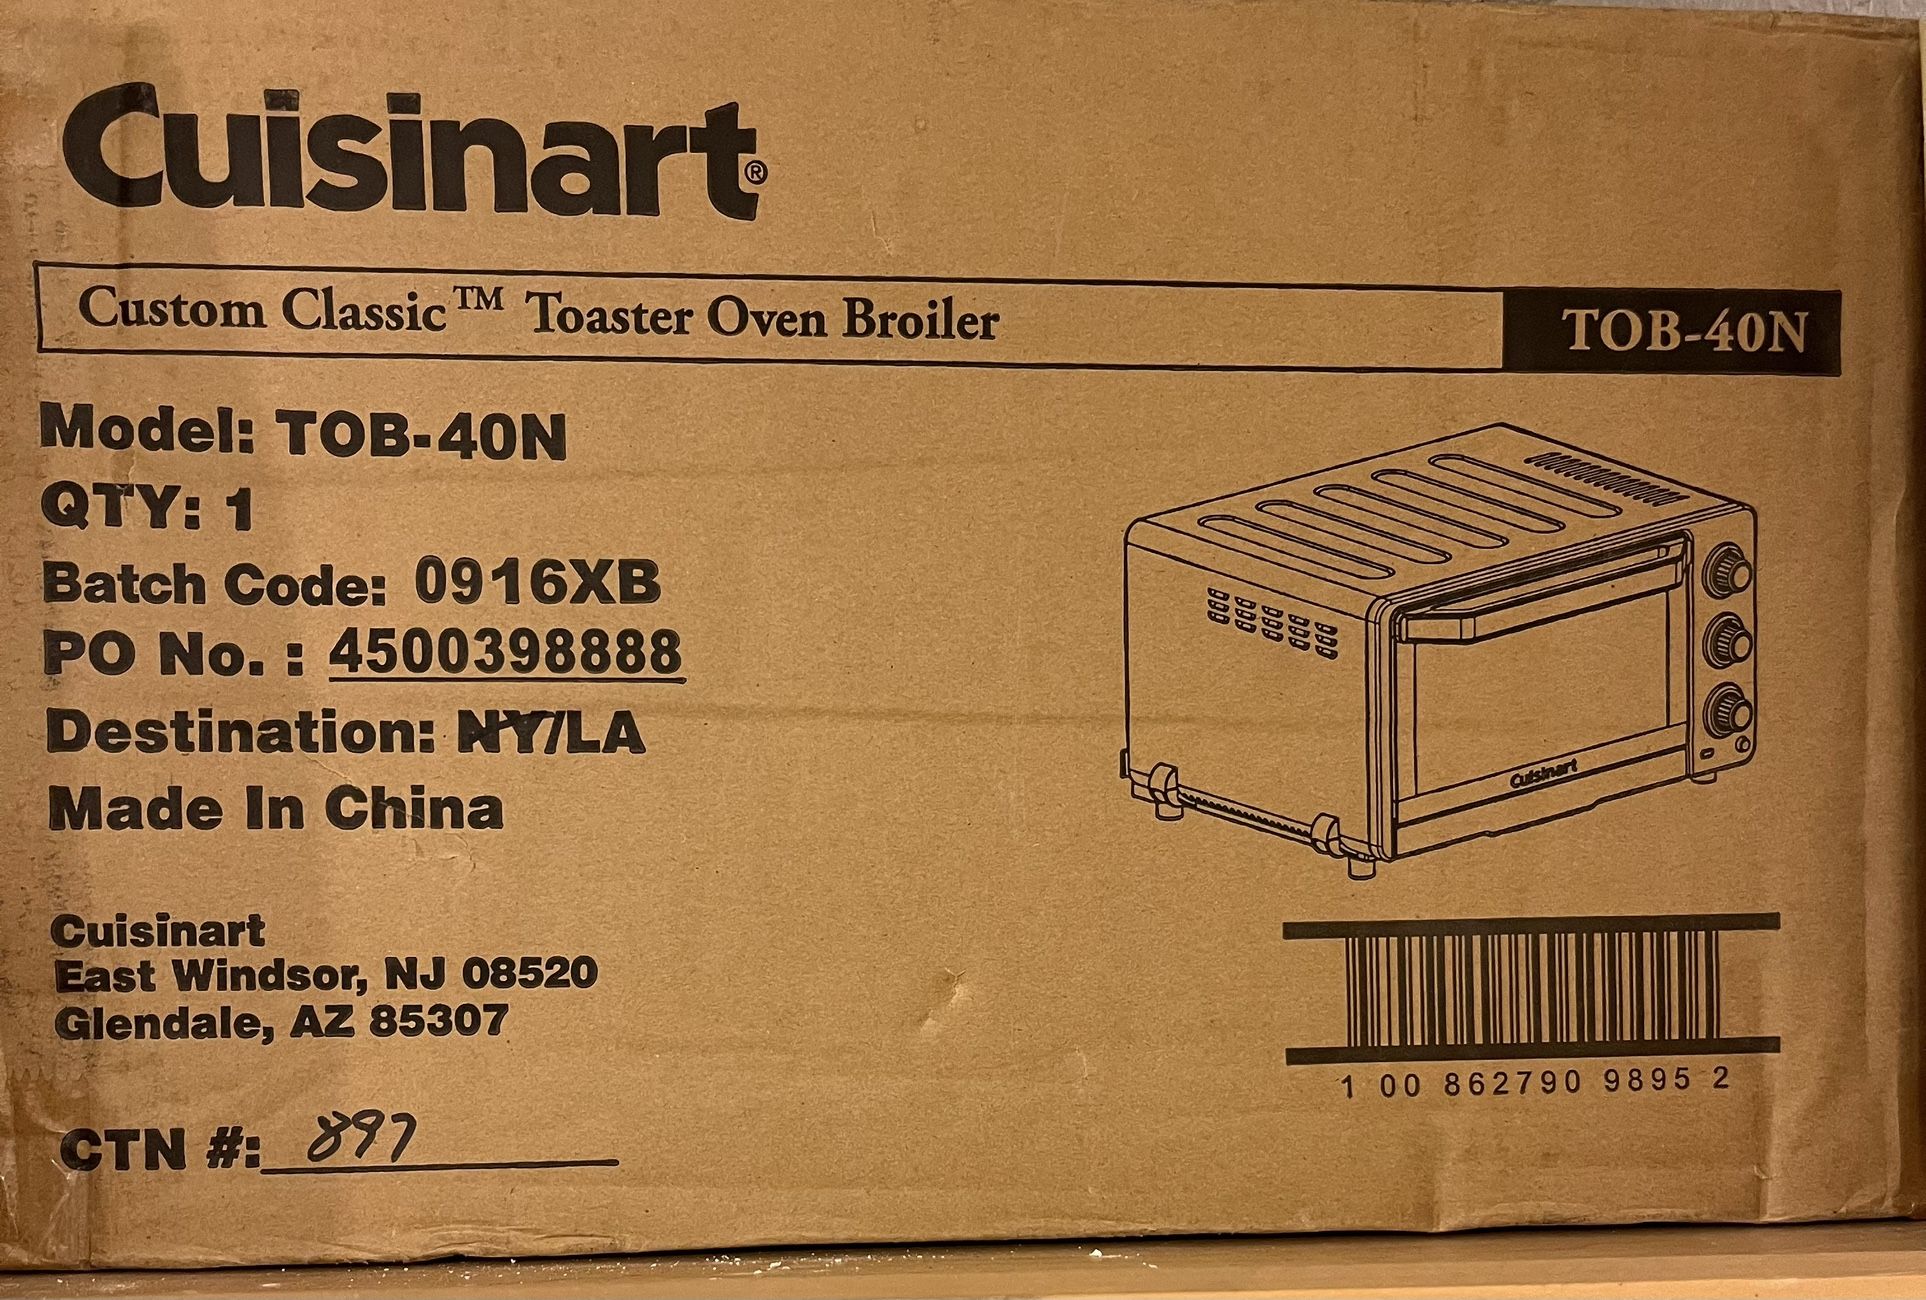 Cuisinart®
Custom Classic™ Toaster Oven Broiler
TOB-40N
Model: TOB-40N
QTY: 1
Batch Code: 0916XB
PO No. : 4500398888
Destination: NY/LA
Made In China
Cuisinart
Cuisinart
East Windsor, NJ 08520
Glendale, AZ 85307
1 00 862790 9895 2
CTN #: 897